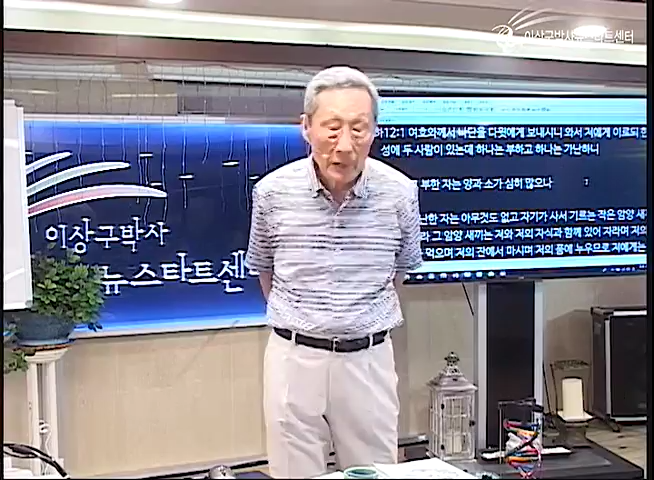 이상구박사뉴스타트센터
하12:1 여호와께서 나단을 다윗에게 보내시니 와서 저에게 이르되 한
성에 두 사람이 있는데 하나는 부하고 하나는 가난하니
부한 자는 양과 소가 심히 많으나
난한 자는 아무것도 없고 자기가 사서 기르는 작은 암양 새
라 그 암양 새끼는 저와 저의 자식과 함께 있어 자라며 저의
먹으며 저의 잔에서 마시며 저의 품에 누우므로 저에게는
이상구박사
뉴스타트센